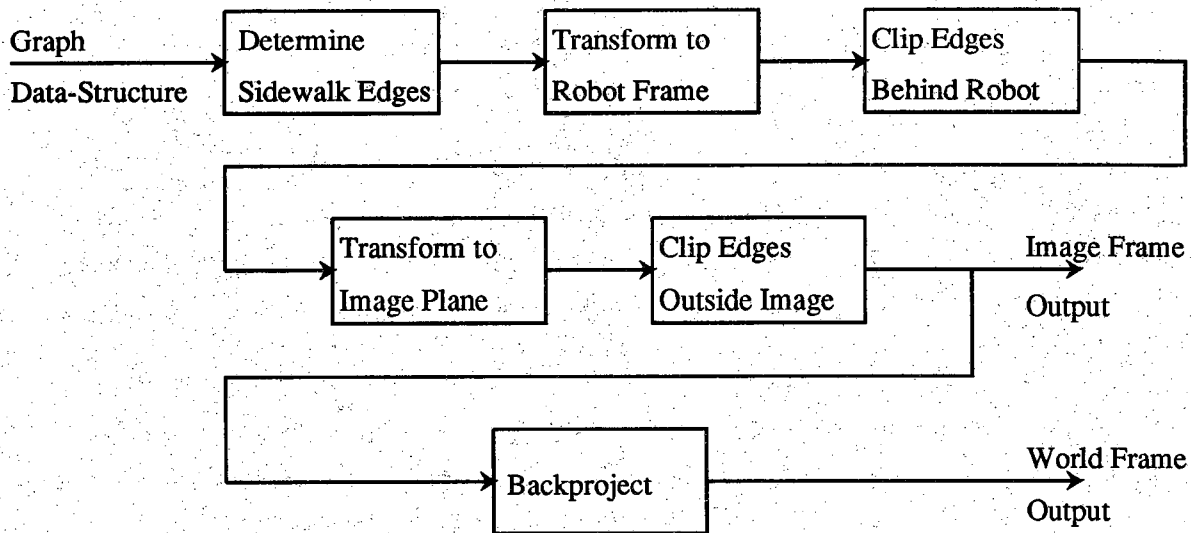 Graph
Data-Structure
Determine
Sidewalk Edges
Transform to
Robot Frame
Clip Edges
Behind Robot
Transform to
Image Plane
Clip Edges
Outside Image
Image Frame
Output
Backproject
World Frame
Output